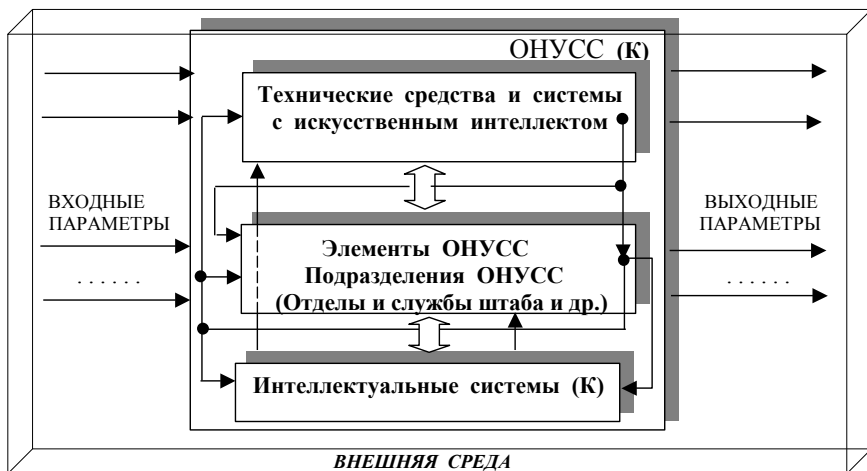 ОНУСС (К)
Технические средства и системы
с искусственным интеллектом
ВХОДНЫЕ
ПАРАМЕТРЫ
. . . . . .
Элементы ОНУСС
Подразделения ОНУСС
(Отделы и службы штаба и др.)
ВЫХОДНЫЕ
ПАРАМЕТРЫ
. . . . . .
Интеллектуальные системы (К)
ВНЕШНЯЯ СРЕДА